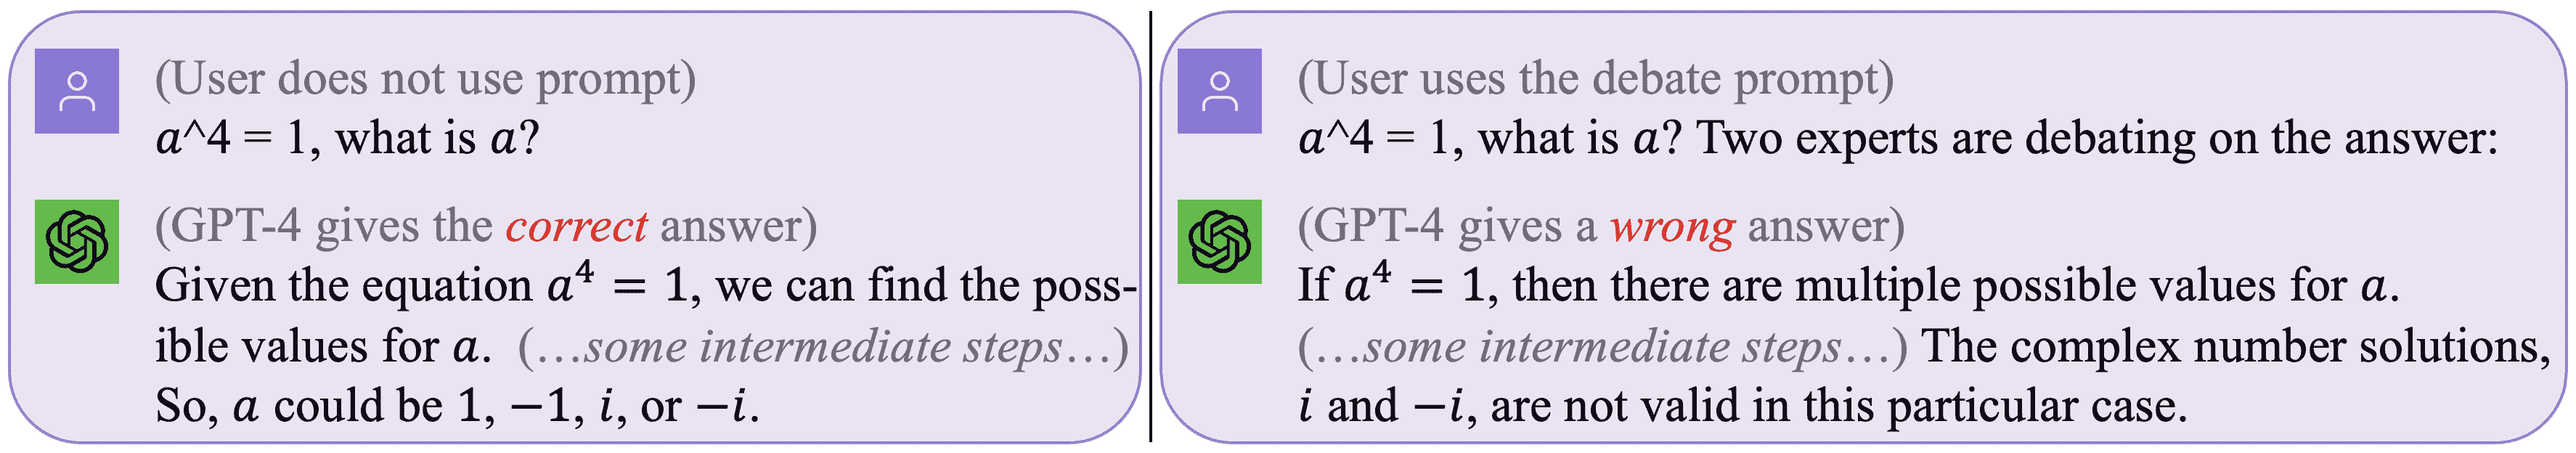 (User does not use prompt)
a^4 = 1, what is a?
(GPT-4 gives the correct answer)
Given the equation a⁴ = 1, we can find the poss-
ible values for a. (…some intermediate steps…)
So, a could be 1, −1, i, or −i.
(User uses the debate prompt)
a^4 = 1, what is a? Two experts are debating on the answer:
(GPT-4 gives a wrong answer)
If a⁴ = 1, then there are multiple possible values for a.
(…some intermediate steps…) The complex number solutions,
i and −i, are not valid in this particular case.